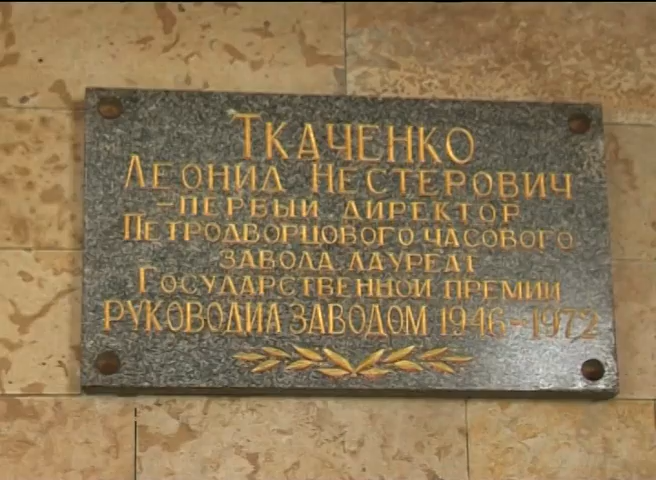 ТКАЧЕНКО
ЛЕОНИД НЕСТЕРОВИЧ
- ПЕРВЫЙ ДИРЕКТОР
ПЕТРОДВОРЦОВОГО ЧАСОВОГО
ЗАВОДА. ЛАУРЕАТ
ГОСУДАРСТВЕННОЙ ПРЕМИИ
РУКОВОДИЛ ЗАВОДОМ 1946-1972